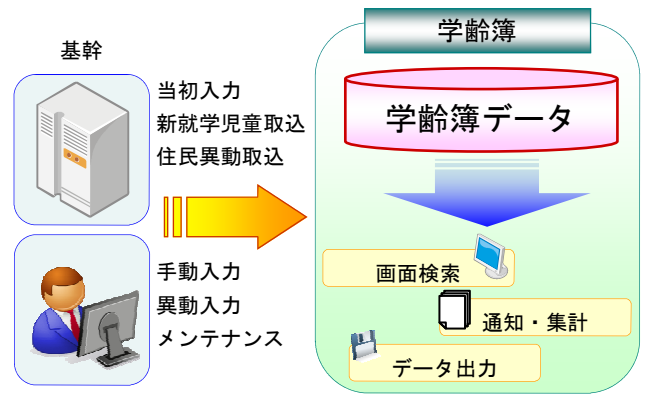 基幹
当初入力
新就学児童取込
住民異動取込
手動入力
異動入力
メンテナンス
学齢簿
学齢簿データ
画面検索
通知・集計
データ出力